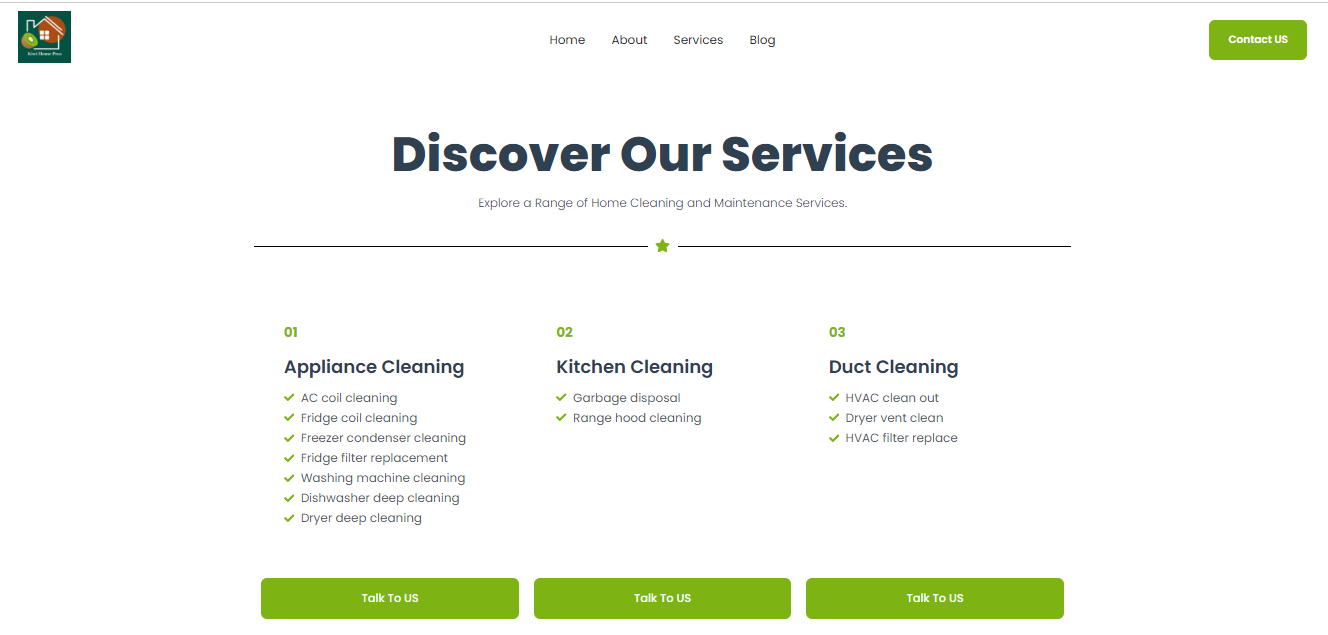 Kiwi House Pros
Home
About
Services
Blog
Contact US
Discover Our Services
Explore a Range of Home Cleaning and Maintenance Services.
01
Appliance Cleaning
AC coil cleaning
Fridge coil cleaning
Freezer condenser cleaning
Fridge filter replacement
Washing machine cleaning
Dishwasher deep cleaning
Dryer deep cleaning
Talk To US
02
Kitchen Cleaning
Garbage disposal
Range hood cleaning
Talk To US
03
Duct Cleaning
HVAC clean out
Dryer vent clean
HVAC filter replace
Talk To US